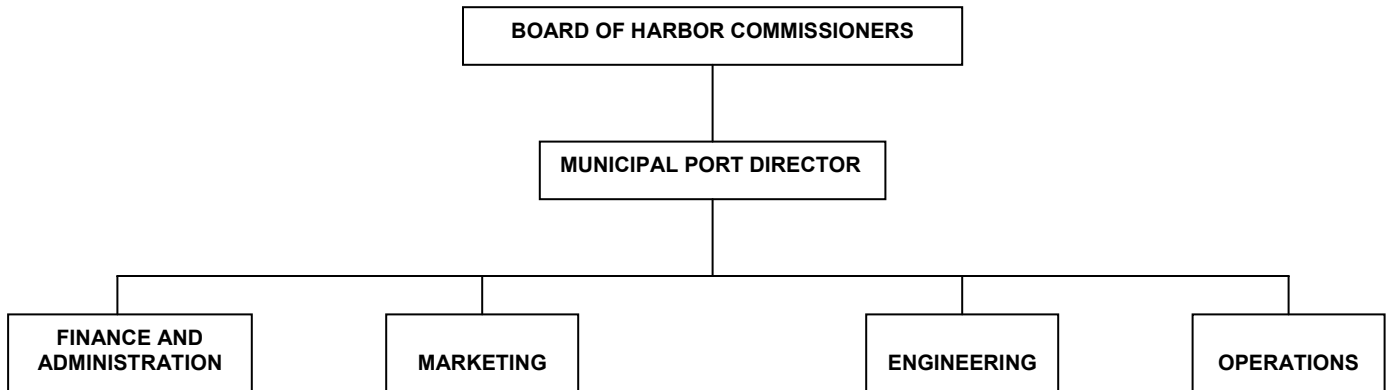 BOARD OF HARBOR COMMISSIONERS
MUNICIPAL PORT DIRECTOR
FINANCE AND
ADMINISTRATION
MARKETING
ENGINEERING
OPERATIONS